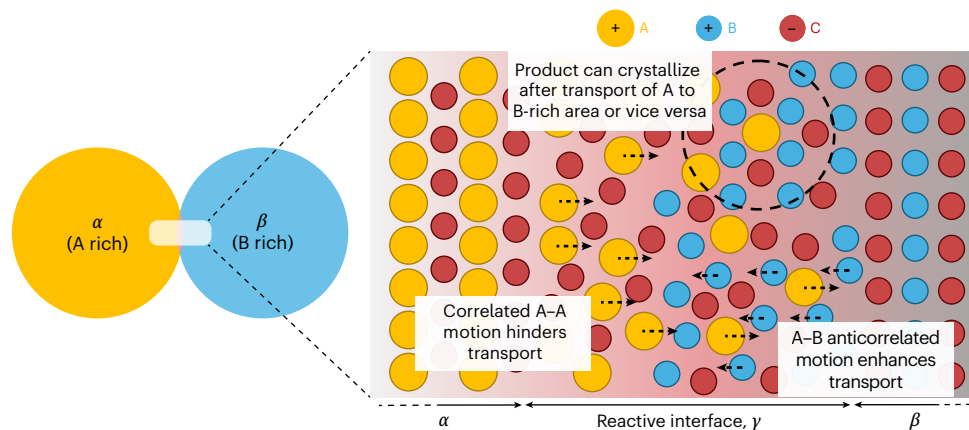 + A + B − C
Product can crystallize
after transport of A to
B-rich area or vice versa
α
(A rich)
β
(B rich)
Correlated A–A
motion hinders
transport
A–B anticorrelated
motion enhances
transport
α Reactive interface, γ β